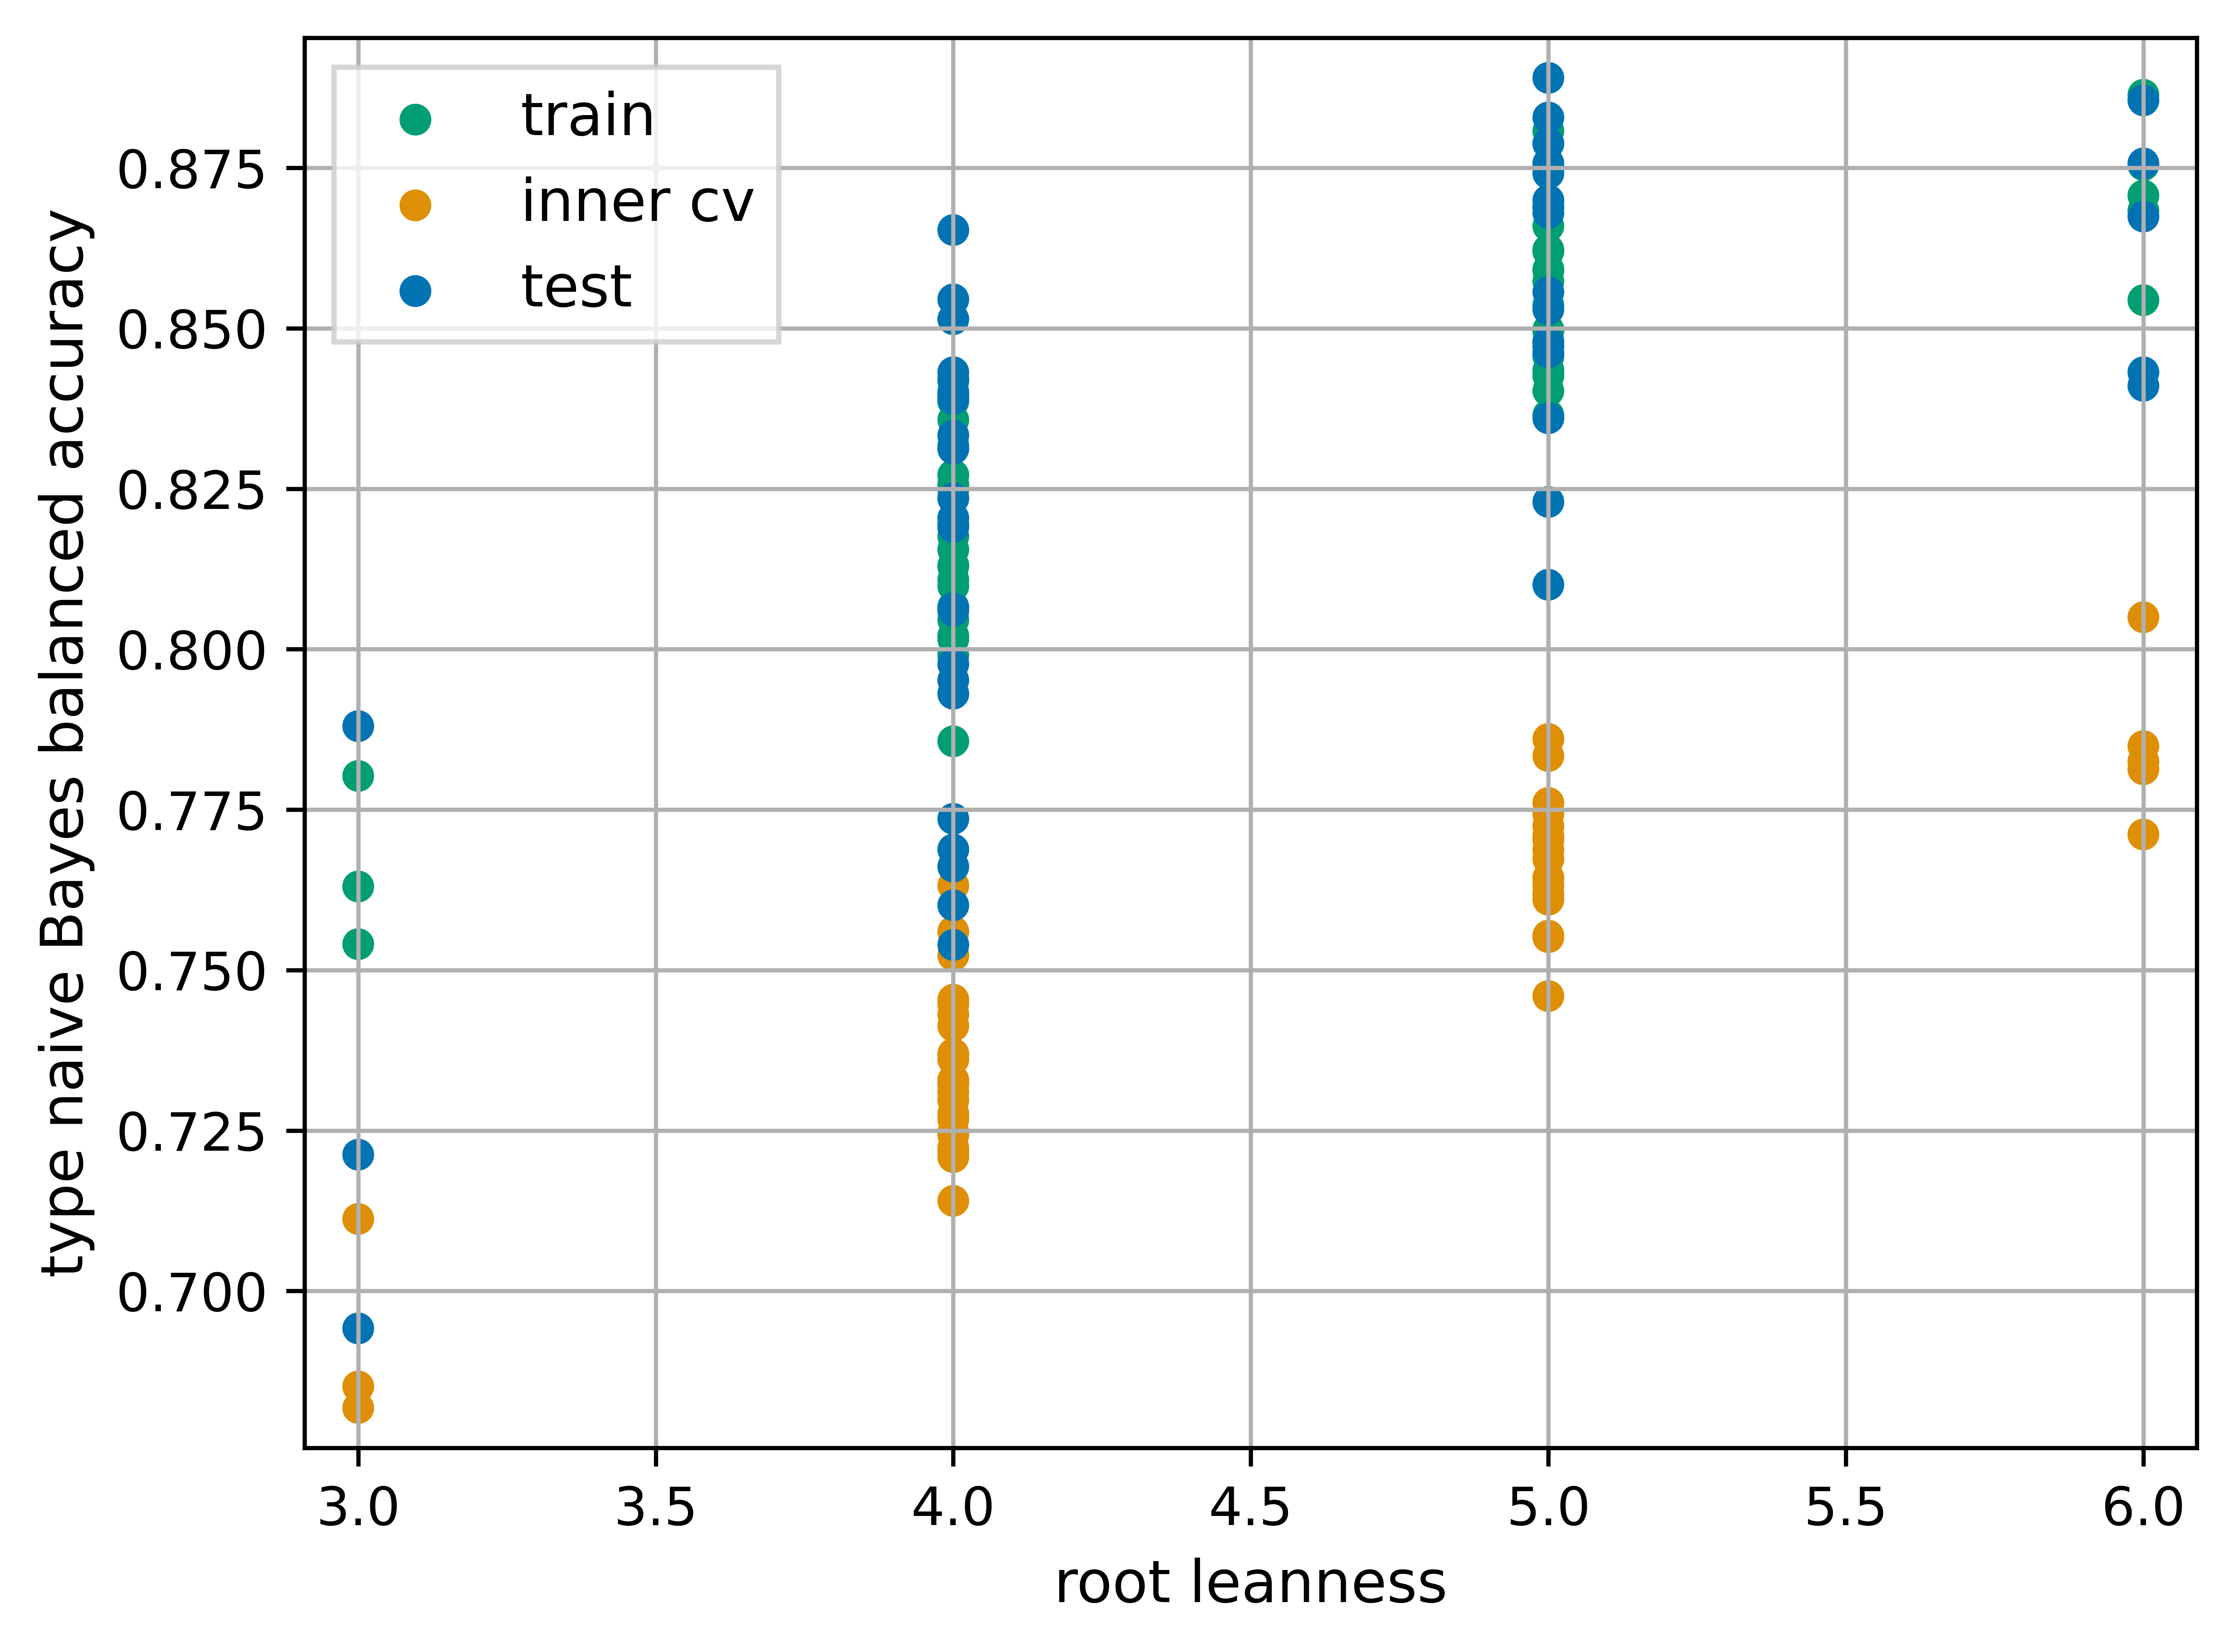 train
inner cv
test
type naive Bayes balanced accuracy
0.875
0.850
0.825
0.800
0.775
0.750
0.725
0.700
3.0 3.5 4.0 4.5 5.0 5.5 6.0
root leanness